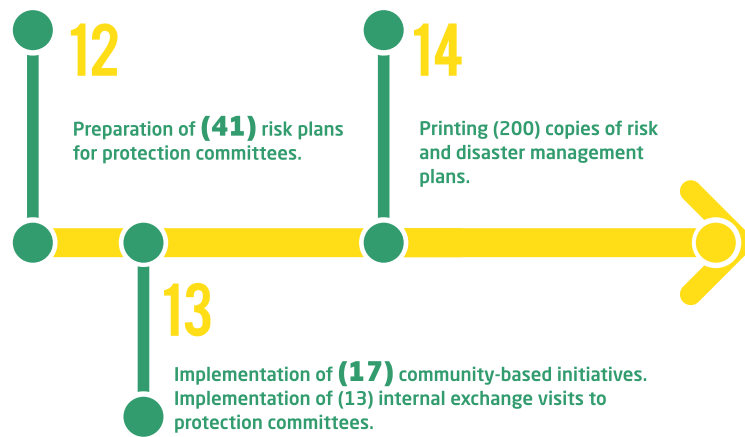 12
Preparation of (41) risk plans
for protection committees.
14
Printing (200) copies of risk
and disaster management
plans.
13
Implementation of (17) community-based initiatives.
Implementation of (13) internal exchange visits to
protection committees.